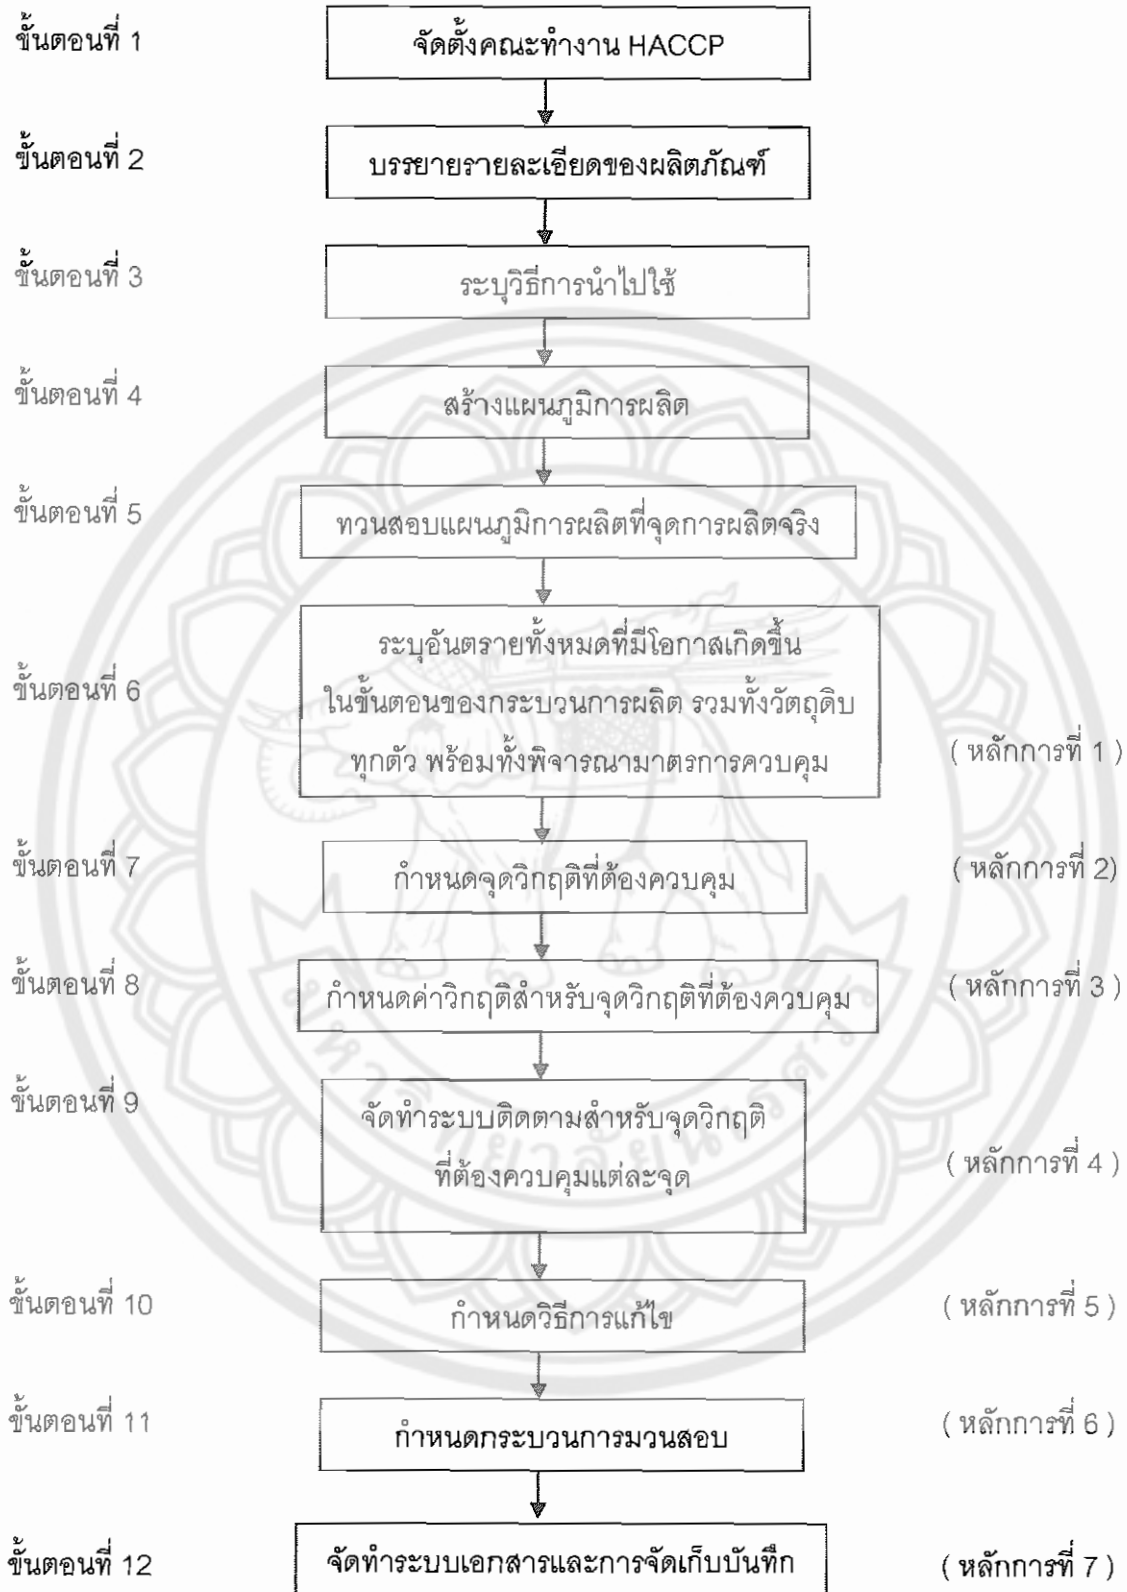 ขั้นตอนที่ 1
จัดตั้งคณะทำงาน HACCP
ขั้นตอนที่ 2
บรรยายรายละเอียดของผลิตภัณฑ์
ขั้นตอนที่ 3
ระบุวิธีการนำไปใช้
ขั้นตอนที่ 4
สร้างแผนภูมิการผลิต
ขั้นตอนที่ 5
ทวนสอบแผนภูมิการผลิตที่จุดการผลิตจริง
ขั้นตอนที่ 6
ระบุอันตรายทั้งหมดที่มีโอกาสเกิดขึ้น
ในขั้นตอนของกระบวนการผลิต รวมทั้งวัตถุดิบ
ทุกตัว พร้อมทั้งพิจารณามาตรการควบคุม
( หลักการที่ 1 )
ขั้นตอนที่ 7
กำหนดจุดวิกฤติที่ต้องควบคุม
( หลักการที่ 2)
ขั้นตอนที่ 8
กำหนดค่าวิกฤติสำหรับจุดวิกฤติที่ต้องควบคุม
( หลักการที่ 3 )
ขั้นตอนที่ 9
จัดทำระบบติดตามสำหรับจุดวิกฤติ
ที่ต้องควบคุมแต่ละจุด
( หลักการที่ 4 )
ขั้นตอนที่ 10
กำหนดวิธีการแก้ไข
( หลักการที่ 5 )
ขั้นตอนที่ 11
กำหนดกระบวนการมวนสอบ
( หลักการที่ 6 )
ขั้นตอนที่ 12
จัดทำระบบเอกสารและการจัดเก็บบันทึก
( หลักการที่ 7 )
มหาวิทยาลัยนเรศวร